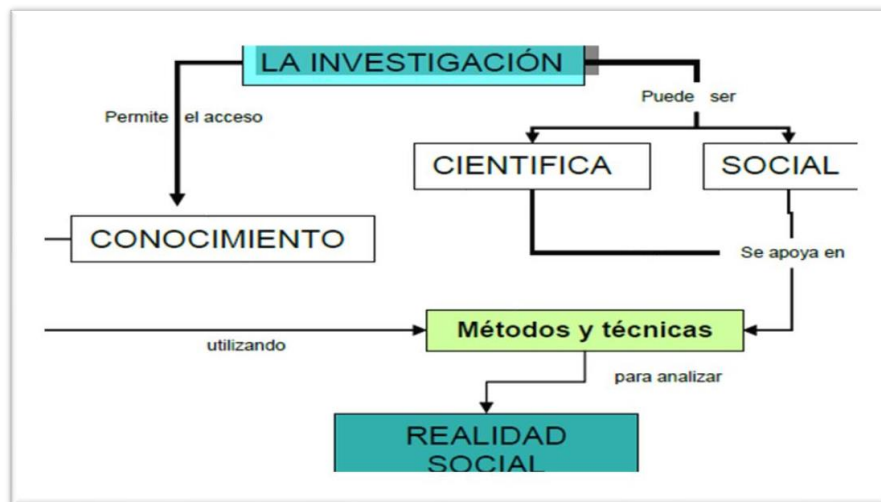 LA INVESTIGACIÓN
Permite el acceso
Puede ser
CIENTIFICA
SOCIAL
CONOCIMIENTO
Se apoya en
Métodos y técnicas
utilizando
para analizar
REALIDAD
SOCIAL